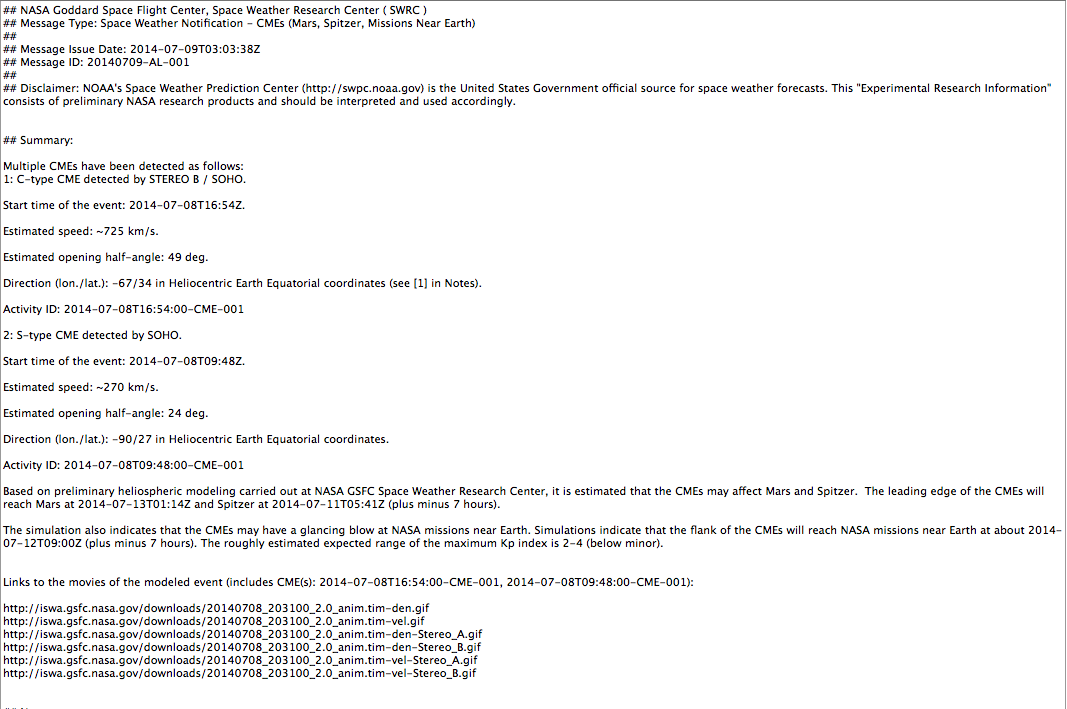 ## NASA Goddard Space Flight Center, Space Weather Research Center ( SWRC )
## Message Type: Space Weather Notification - CMEs (Mars, Spitzer, Missions Near Earth)
##
## Message Issue Date: 2014-07-09T03:03:38Z
## Message ID: 20140709-AL-001
##
## Disclaimer: NOAA's Space Weather Prediction Center (http://swpc.noaa.gov) is the United States Government official source for space weather forecasts. This "Experimental Research Information"
consists of preliminary NASA research products and should be interpreted and used accordingly.
## Summary:
Multiple CMEs have been detected as follows:
1: C-type CME detected by STEREO B / SOHO.
Start time of the event: 2014-07-08T16:54Z.
Estimated speed: ~725 km/s.
Estimated opening half-angle: 49 deg.
Direction (lon./lat.): -67/34 in Heliocentric Earth Equatorial coordinates (see [1] in Notes).
Activity ID: 2014-07-08T16:54:00-CME-001
2: S-type CME detected by SOHO.
Start time of the event: 2014-07-08T09:48Z.
Estimated speed: ~270 km/s.
Estimated opening half-angle: 24 deg.
Direction (lon./lat.): -90/27 in Heliocentric Earth Equatorial coordinates.
Activity ID: 2014-07-08T09:48:00-CME-001
Based on preliminary heliospheric modeling carried out at NASA GSFC Space Weather Research Center, it is estimated that the CMEs may affect Mars and Spitzer.  The leading edge of the CMEs will
reach Mars at 2014-07-13T01:14Z and Spitzer at 2014-07-11T05:41Z (plus minus 7 hours).
The simulation also indicates that the CMEs may have a glancing blow at NASA missions near Earth. Simulations indicate that the flank of the CMEs will reach NASA missions near Earth at about 2014-
07-12T09:00Z (plus minus 7 hours). The roughly estimated expected range of the maximum Kp index is 2-4 (below minor).
Links to the movies of the modeled event (includes CME(s): 2014-07-08T16:54:00-CME-001, 2014-07-08T09:48:00-CME-001):
http://iswa.gsfc.nasa.gov/downloads/20140708_203100_2.0_anim.tim-den.gif
http://iswa.gsfc.nasa.gov/downloads/20140708_203100_2.0_anim.tim-vel.gif
http://iswa.gsfc.nasa.gov/downloads/20140708_203100_2.0_anim.tim-den-Stereo_A.gif
http://iswa.gsfc.nasa.gov/downloads/20140708_203100_2.0_anim.tim-den-Stereo_B.gif
http://iswa.gsfc.nasa.gov/downloads/20140708_203100_2.0_anim.tim-vel-Stereo_A.gif
http://iswa.gsfc.nasa.gov/downloads/20140708_203100_2.0_anim.tim-vel-Stereo_B.gif